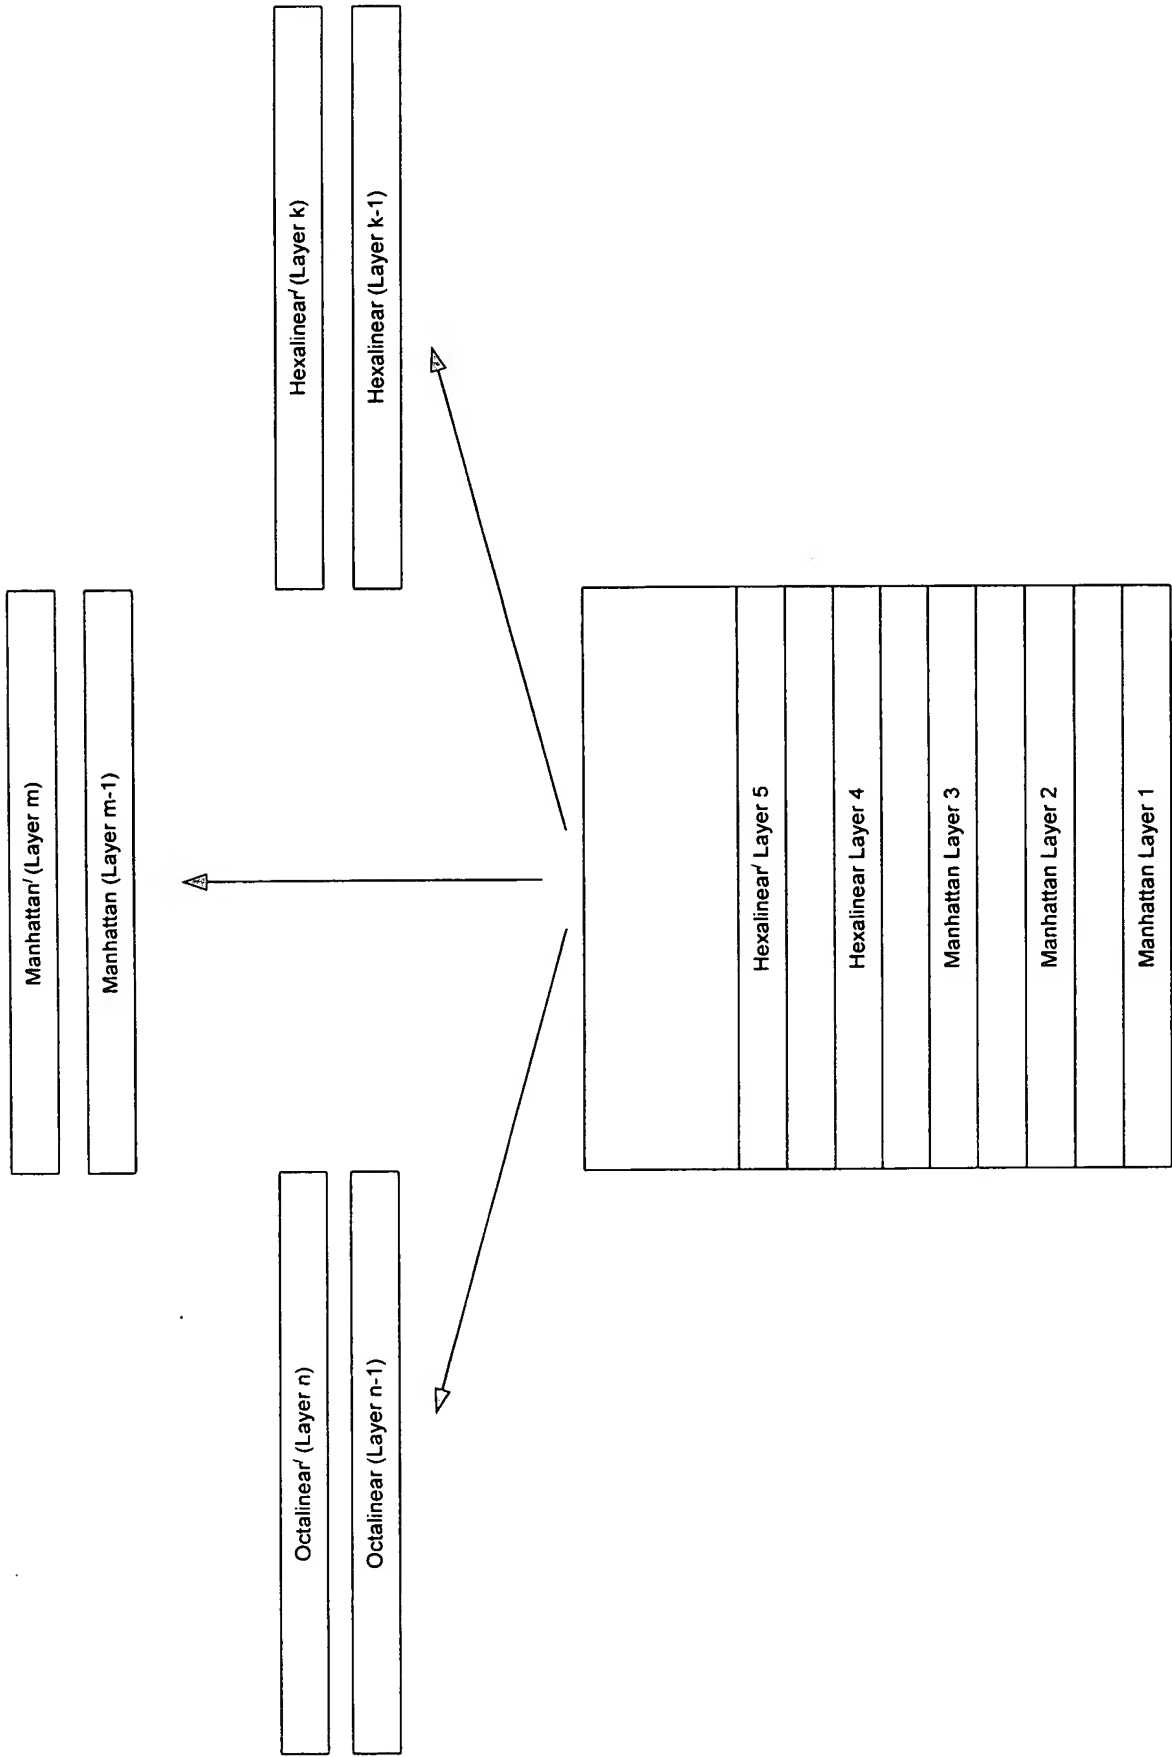 Manhattan' (Layer m)
Manhattan (Layer m-1)
Octalinear' (Layer n)
Octalinear (Layer n-1)
Hexalinear' (Layer k)
Hexalinear (Layer k-1)
Hexalinear' Layer 5
Hexalinear Layer 4
Manhattan Layer 3
Manhattan Layer 2
Manhattan Layer 1